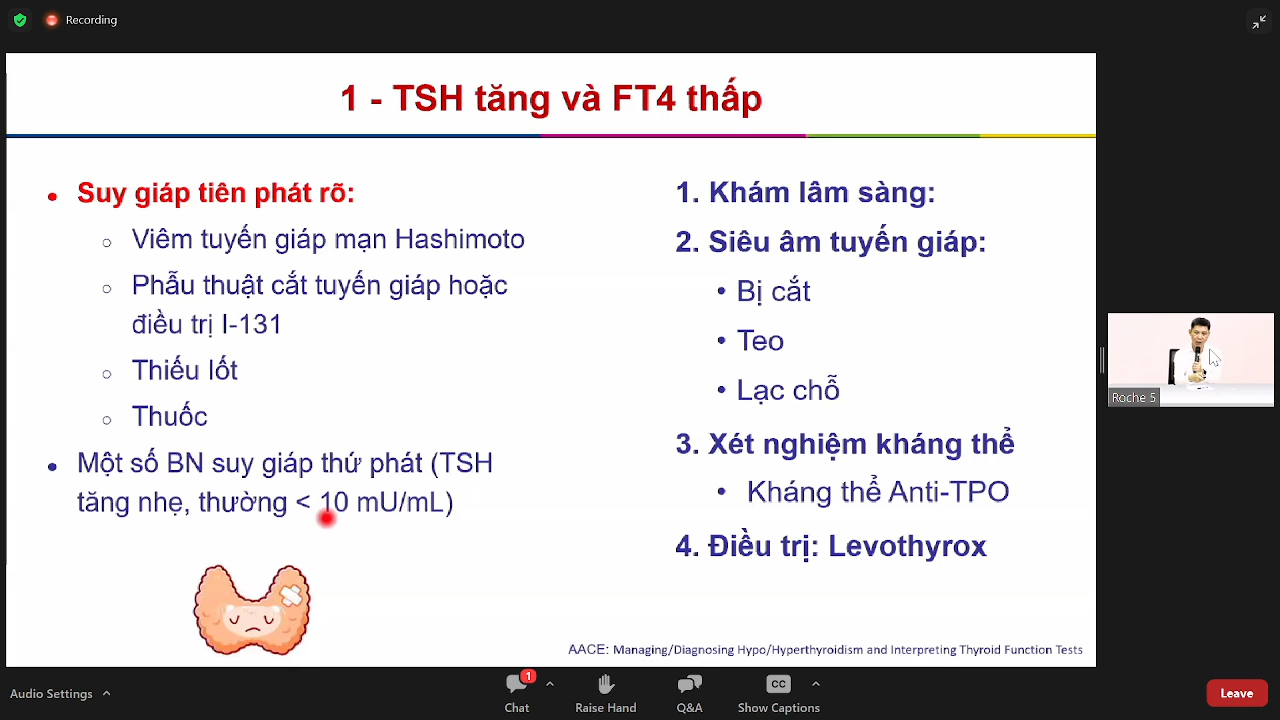 Recording
1 - TSH tăng và FT4 thấp
• Suy giáp tiên phát rõ:
○ Viêm tuyến giáp mạn Hashimoto
○ Phẫu thuật cắt tuyến giáp hoặc
điều trị I-131
○ Thiếu Iốt
○ Thuốc
• Một số BN suy giáp thứ phát (TSH
tăng nhẹ, thường < 10 mU/mL)
1. Khám lâm sàng:
2. Siêu âm tuyến giáp:
• Bị cắt
• Teo
• Lạc chỗ
3. Xét nghiệm kháng thể
• Kháng thể Anti-TPO
4. Điều trị: Levothyrox
AACE: Managing/Diagnosing Hypo/Hyperthyroidism and Interpreting Thyroid Function Tests
Roche 5
Audio Settings
1
Chat
Raise Hand
Q&A
CC
Show Captions
Leave